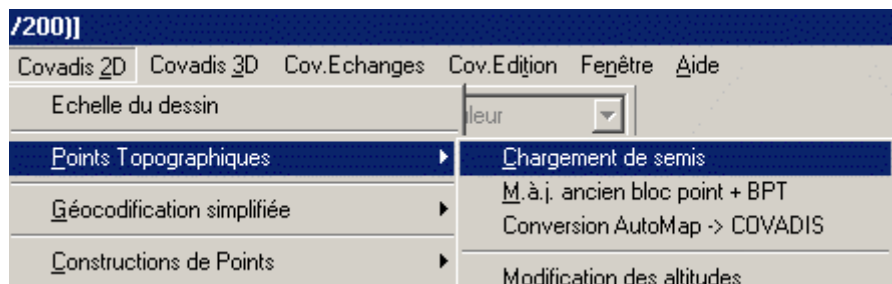 /200)]
Covadis 2D Covadis 3D Cov.Echanges Cov.Edition Fenêtre Aide
Echelle du dessin
leur
Points Topographiques
Chargement de semis
M.à.j. ancien bloc point + BPT
Géocodification simplifiée
Conversion AutoMap -> COVADIS
Constructions de Points
Modification des altitudes